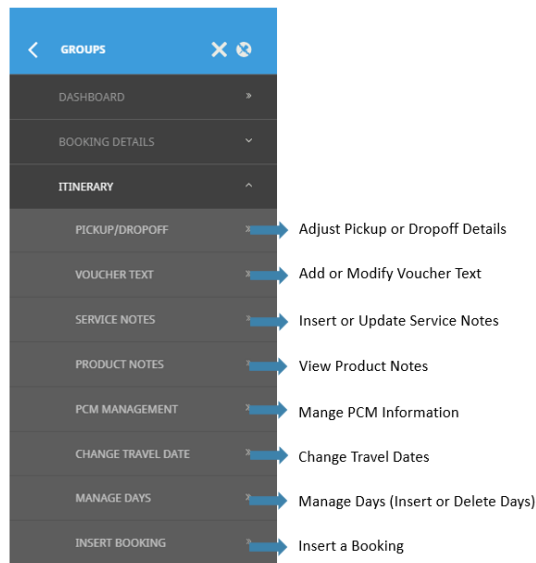 GROUPS
DASHBOARD
BOOKING DETAILS
ITINERARY
PICKUP/DROPOFF Adjust Pickup or Dropoff Details
VOUCHER TEXT Add or Modify Voucher Text
SERVICE NOTES Insert or Update Service Notes
PRODUCT NOTES View Product Notes
PCM MANAGEMENT Mange PCM Information
CHANGE TRAVEL DATE Change Travel Dates
MANAGE DAYS Manage Days (Insert or Delete Days)
INSERT BOOKING Insert a Booking